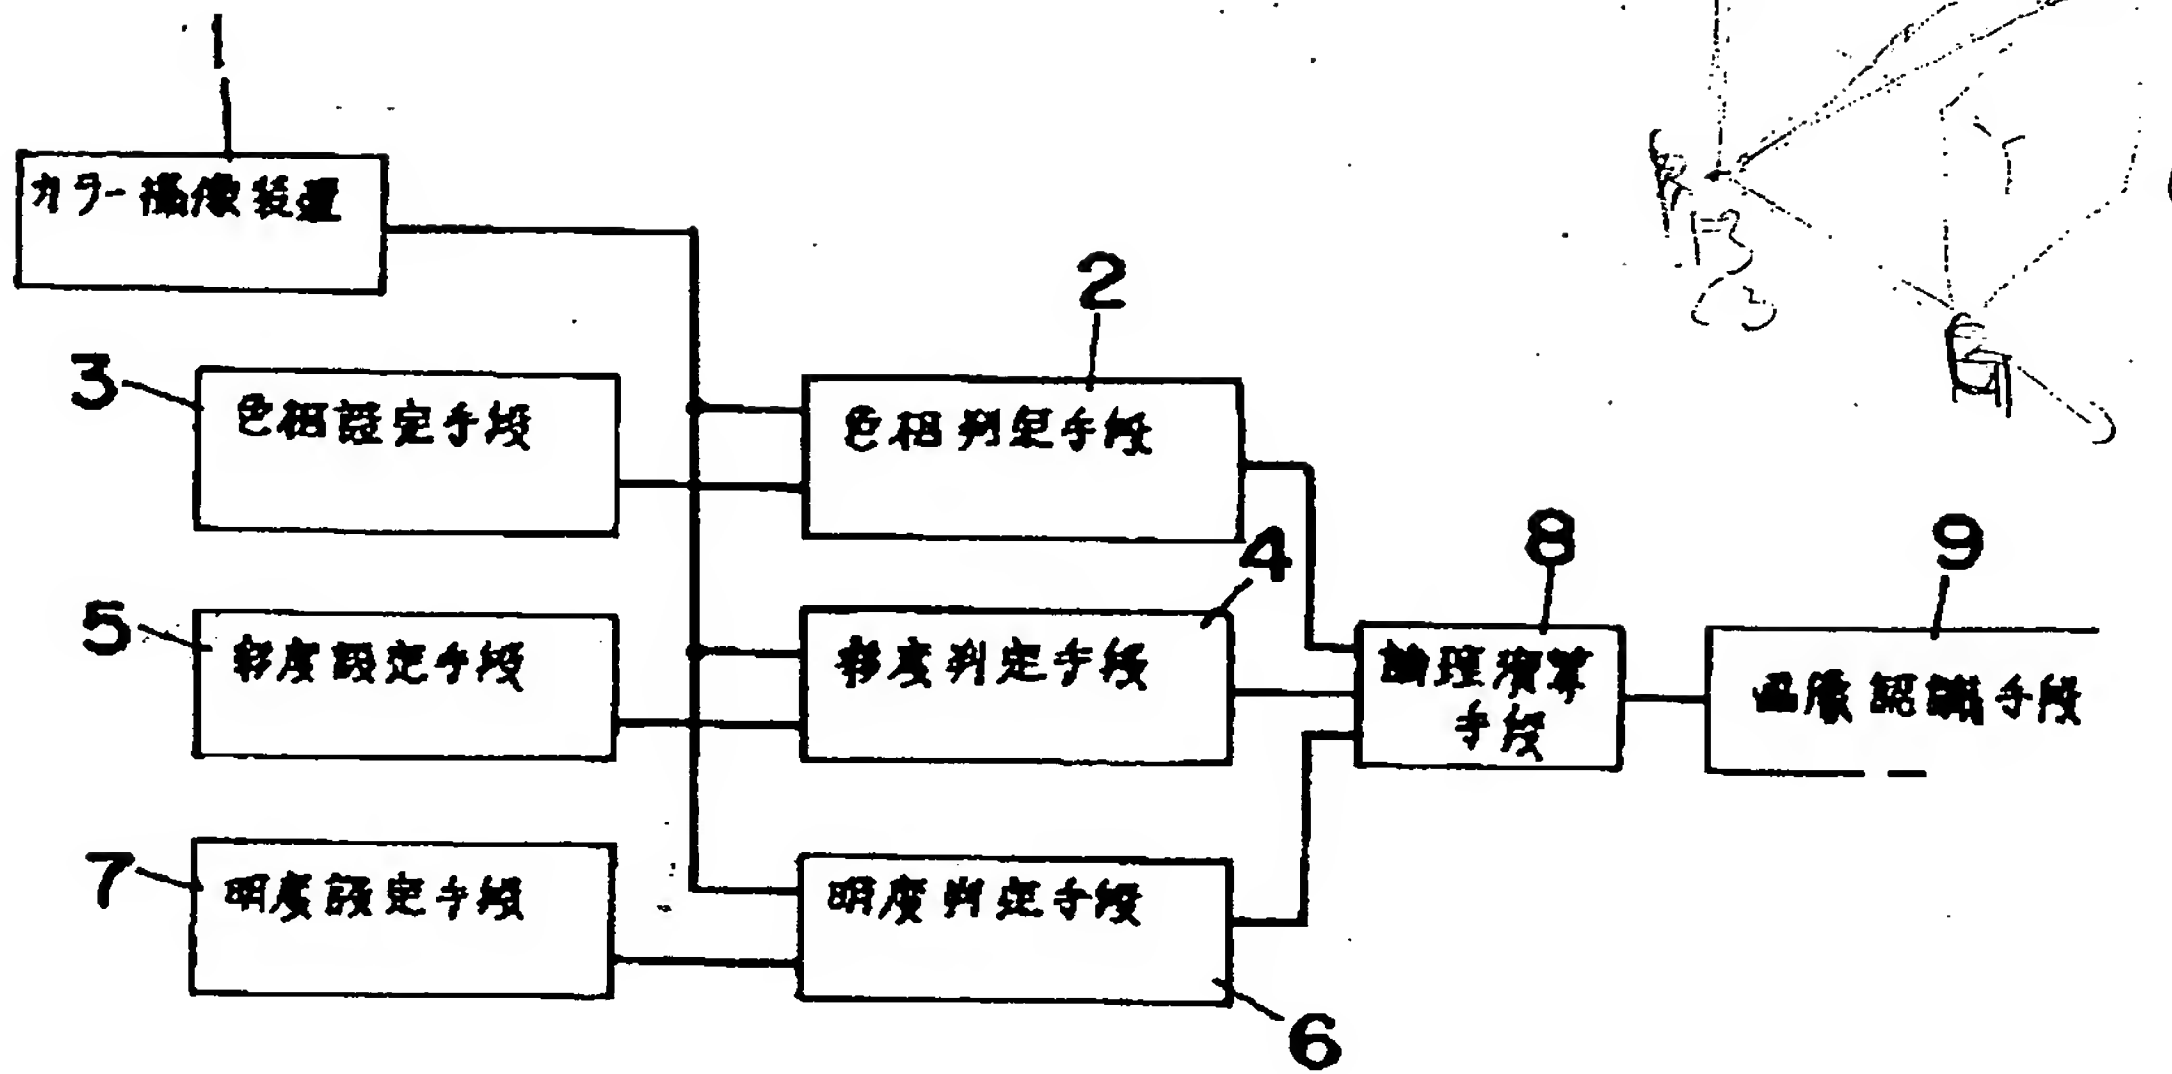 1
カラー撮像装置
2
3
色相設定手段
色相判定手段
4
5
彩度設定手段
彩度判定手段
8
論理演算
手段
9
画像認識手段
7
明度設定手段
明度判定手段
6